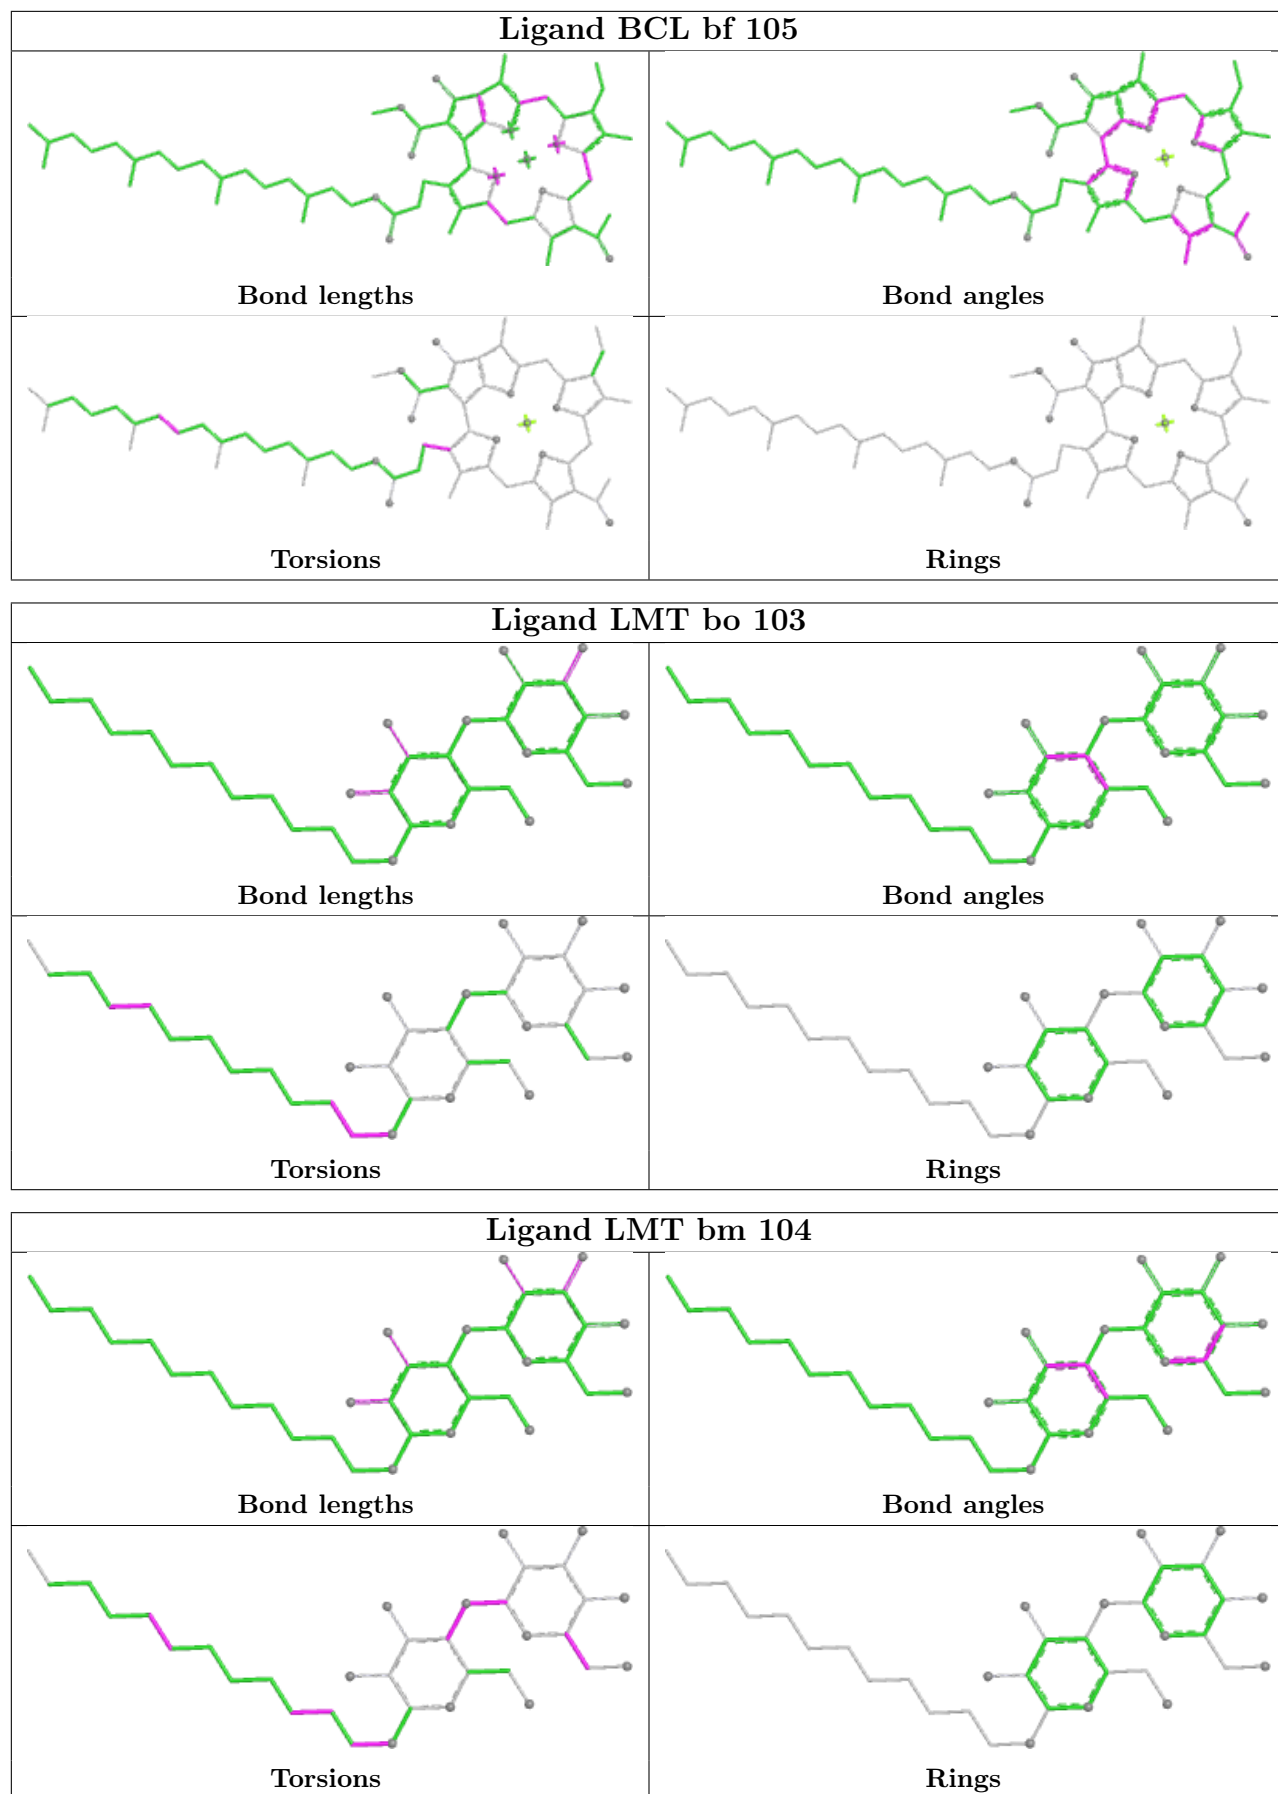 Ligand BCL bf 105
Bond lengths
Bond angles
Torsions
Rings
Ligand LMT bo 103
Bond lengths
Bond angles
Torsions
Rings
Ligand LMT bm 104
Bond lengths
Bond angles
Torsions
Rings